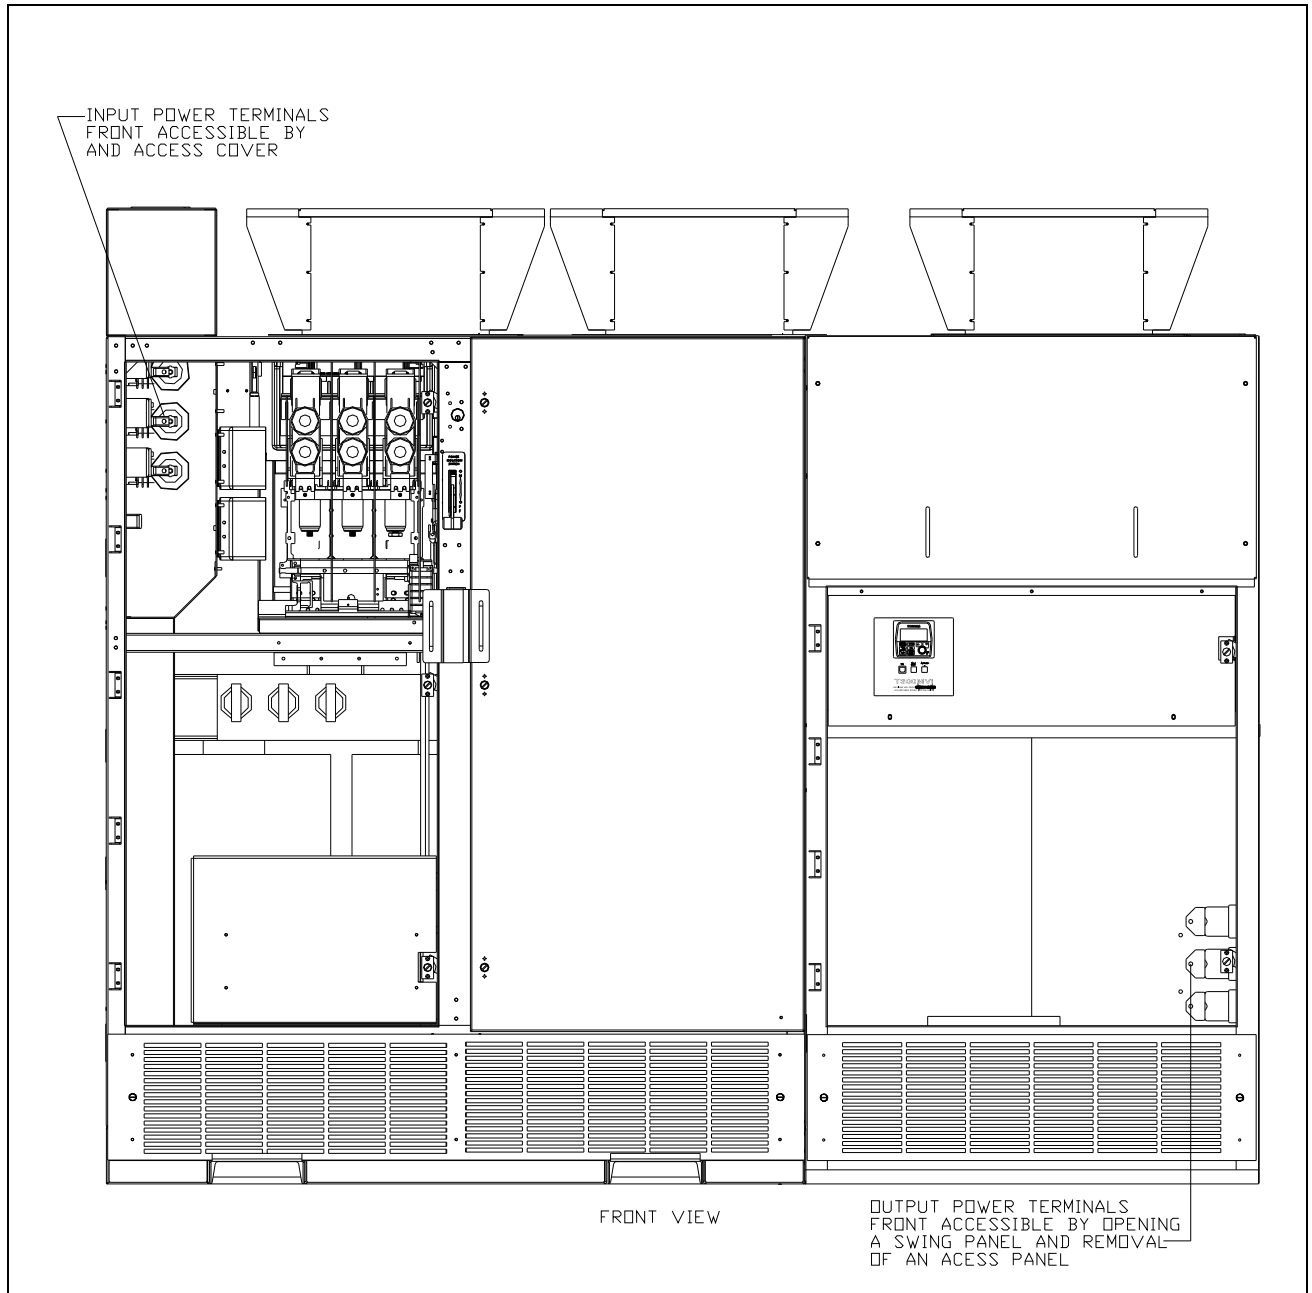 INPUT POWER TERMINALS
FRONT ACCESSIBLE BY
AND ACCESS COVER
FRONT VIEW
OUTPUT POWER TERMINALS
FRONT ACCESSIBLE BY OPENING
A SWING PANEL AND REMOVAL
OF AN ACESS PANEL